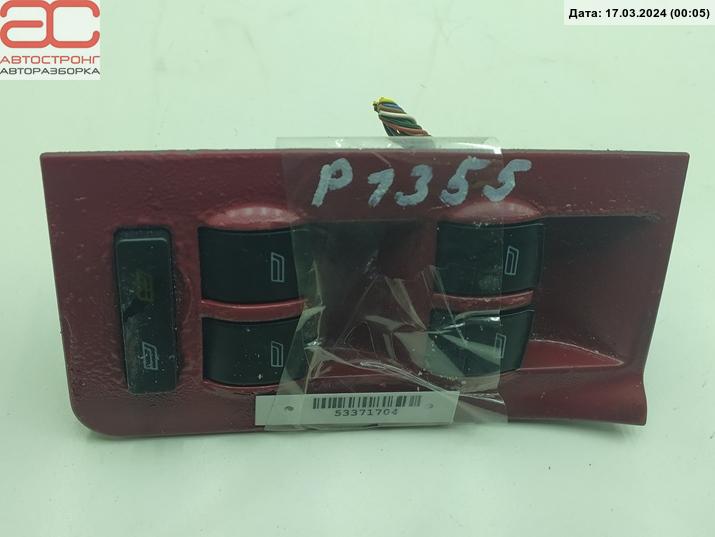 АС
АВТОСТРОНГ
АВТОРАЗБОРКА
Дата: 17.03.2024 (00:05)
P1355
53371704